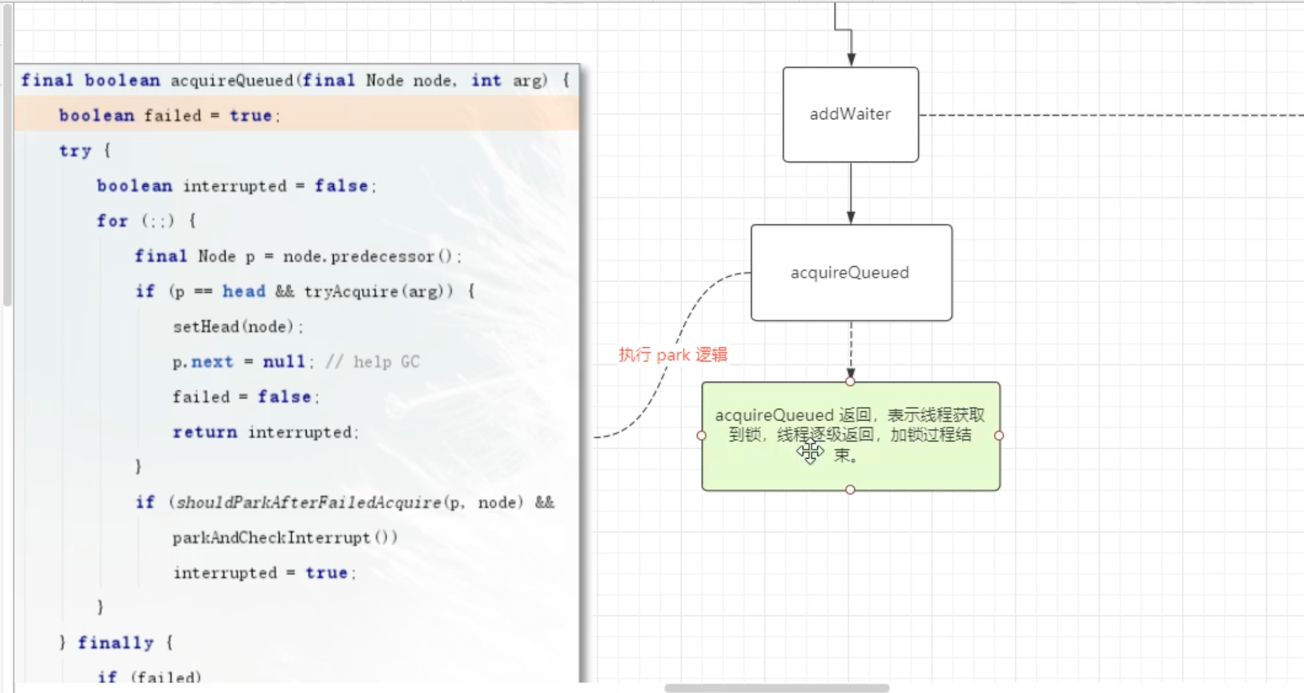 final boolean acquireQueued(final Node node, int arg) {
boolean failed = true;
try {
boolean interrupted = false;
for (;;) {
final Node p = node.predecessor();
if (p == head && tryAcquire(arg)) {
setHead(node);
p.next = null; // help GC
failed = false;
return interrupted;
}
if (shouldParkAfterFailedAcquire(p, node) &&
parkAndCheckInterrupt())
interrupted = true;
}
} finally {
if (failed)
addWaiter
acquireQueued
执行 park 逻辑
acquireQueued 返回，表示线程获取
到锁，线程逐级返回，加锁过程结
束。